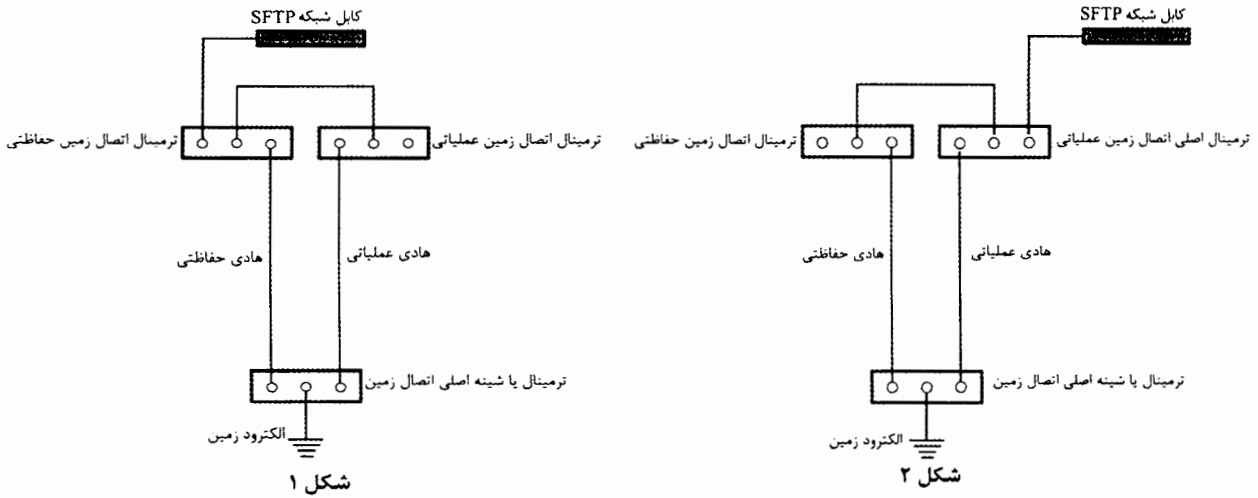 کابل شبکه SFTP
ترمینال اصلی اتصال زمین عملیاتی
ترمینال اتصال زمین حفاظتی
هادی عملیاتی
هادی حفاظتی
ترمینال یا شینه اصلی اتصال زمین
الکترود زمین
شکل ۲
کابل شبکه SFTP
ترمینال اتصال زمین عملیاتی
ترمینال اتصال زمین حفاظتی
هادی عملیاتی
هادی حفاظتی
ترمینال یا شینه اصلی اتصال زمین
الکترود زمین
شکل ۱